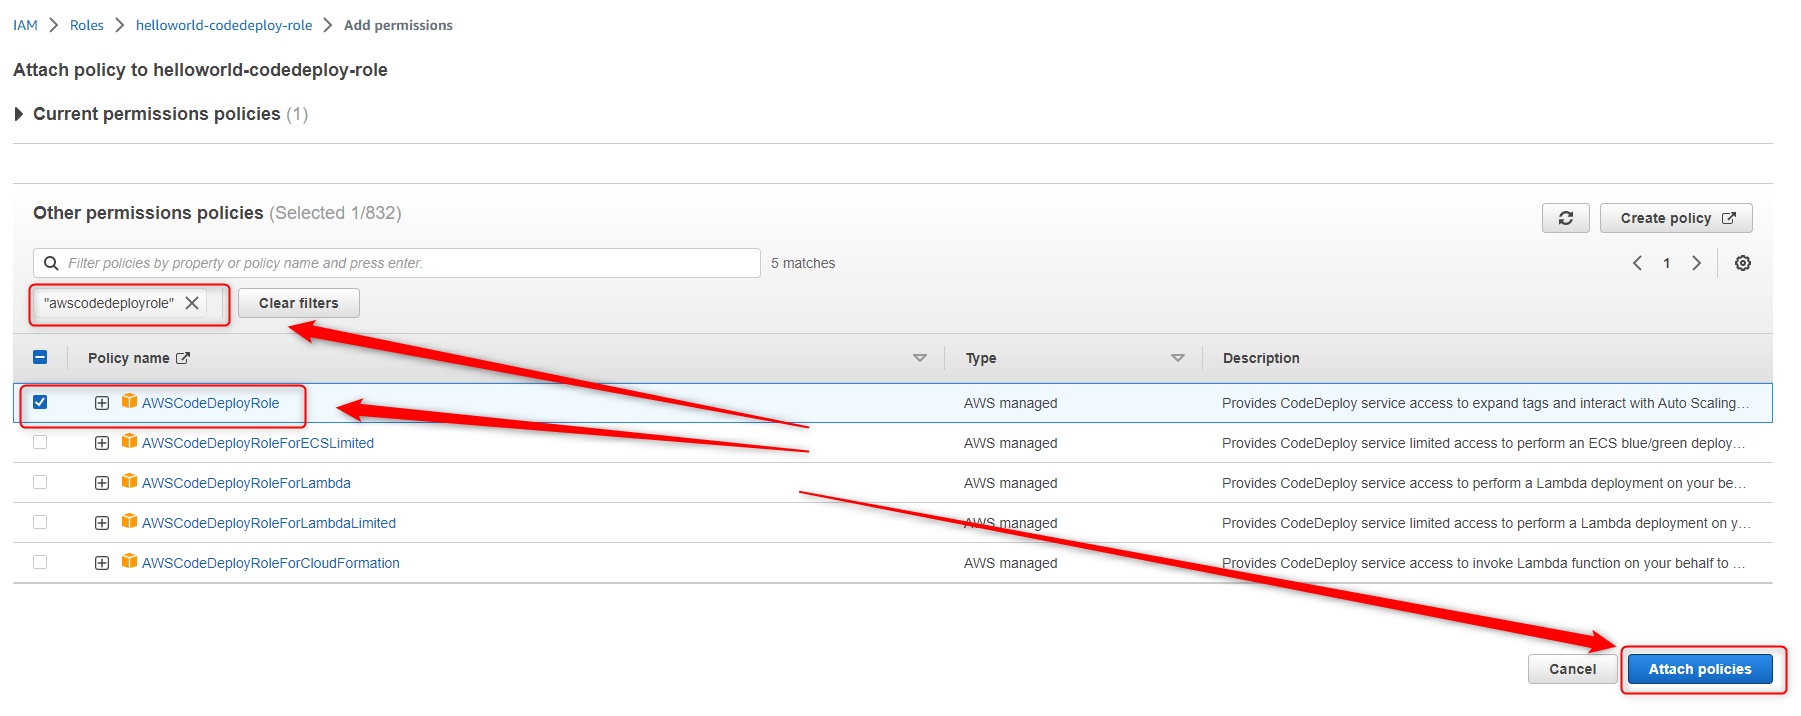 IAM > Roles > helloworld-codedeploy-role > Add permissions
Attach policy to helloworld-codedeploy-role
Current permissions policies (1)
Other permissions policies (Selected 1/832)
Create policy
Filter policies by property or policy name and press enter.
5 matches
1
"awscodedeployrole"
Clear filters
Policy name Type Description
AWSCodeDeployRole AWS managed Provides CodeDeploy service access to expand tags and interact with Auto Scaling…
AWSCodeDeployRoleForECSLimited AWS managed Provides CodeDeploy service limited access to perform an ECS blue/green deploy…
AWSCodeDeployRoleForLambda AWS managed Provides CodeDeploy service access to perform a Lambda deployment on your be…
AWSCodeDeployRoleForLambdaLimited AWS managed Provides CodeDeploy service limited access to perform a Lambda deployment on y…
AWSCodeDeployRoleForCloudFormation AWS managed Provides CodeDeploy service access to invoke Lambda function on your behalf to …
Cancel
Attach policies